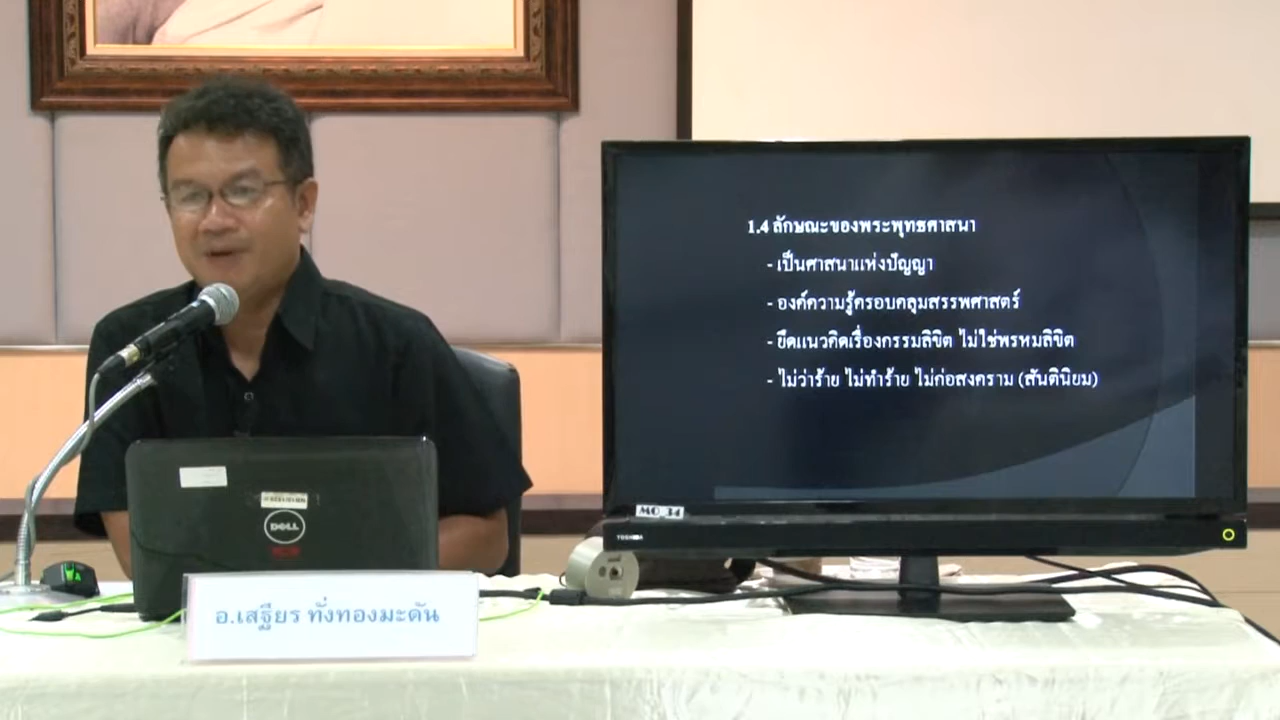 1.4 ลักษณะของพระพุทธศาสนา
- เป็นศาสนาแห่งปัญญา
- องค์ความรู้ครอบคลุมสรรพศาสตร์
- ยึดแนวคิดเรื่องกรรมลิขิต ไม่ใช่พรหมลิขิต
- ไม่ว่าร้าย ไม่ทำร้าย ไม่ก่อสงคราม (สันตินิยม)
MC 34
TOSHIBA
DELL
อ.เสฐียร ทั่งทองมะดัน